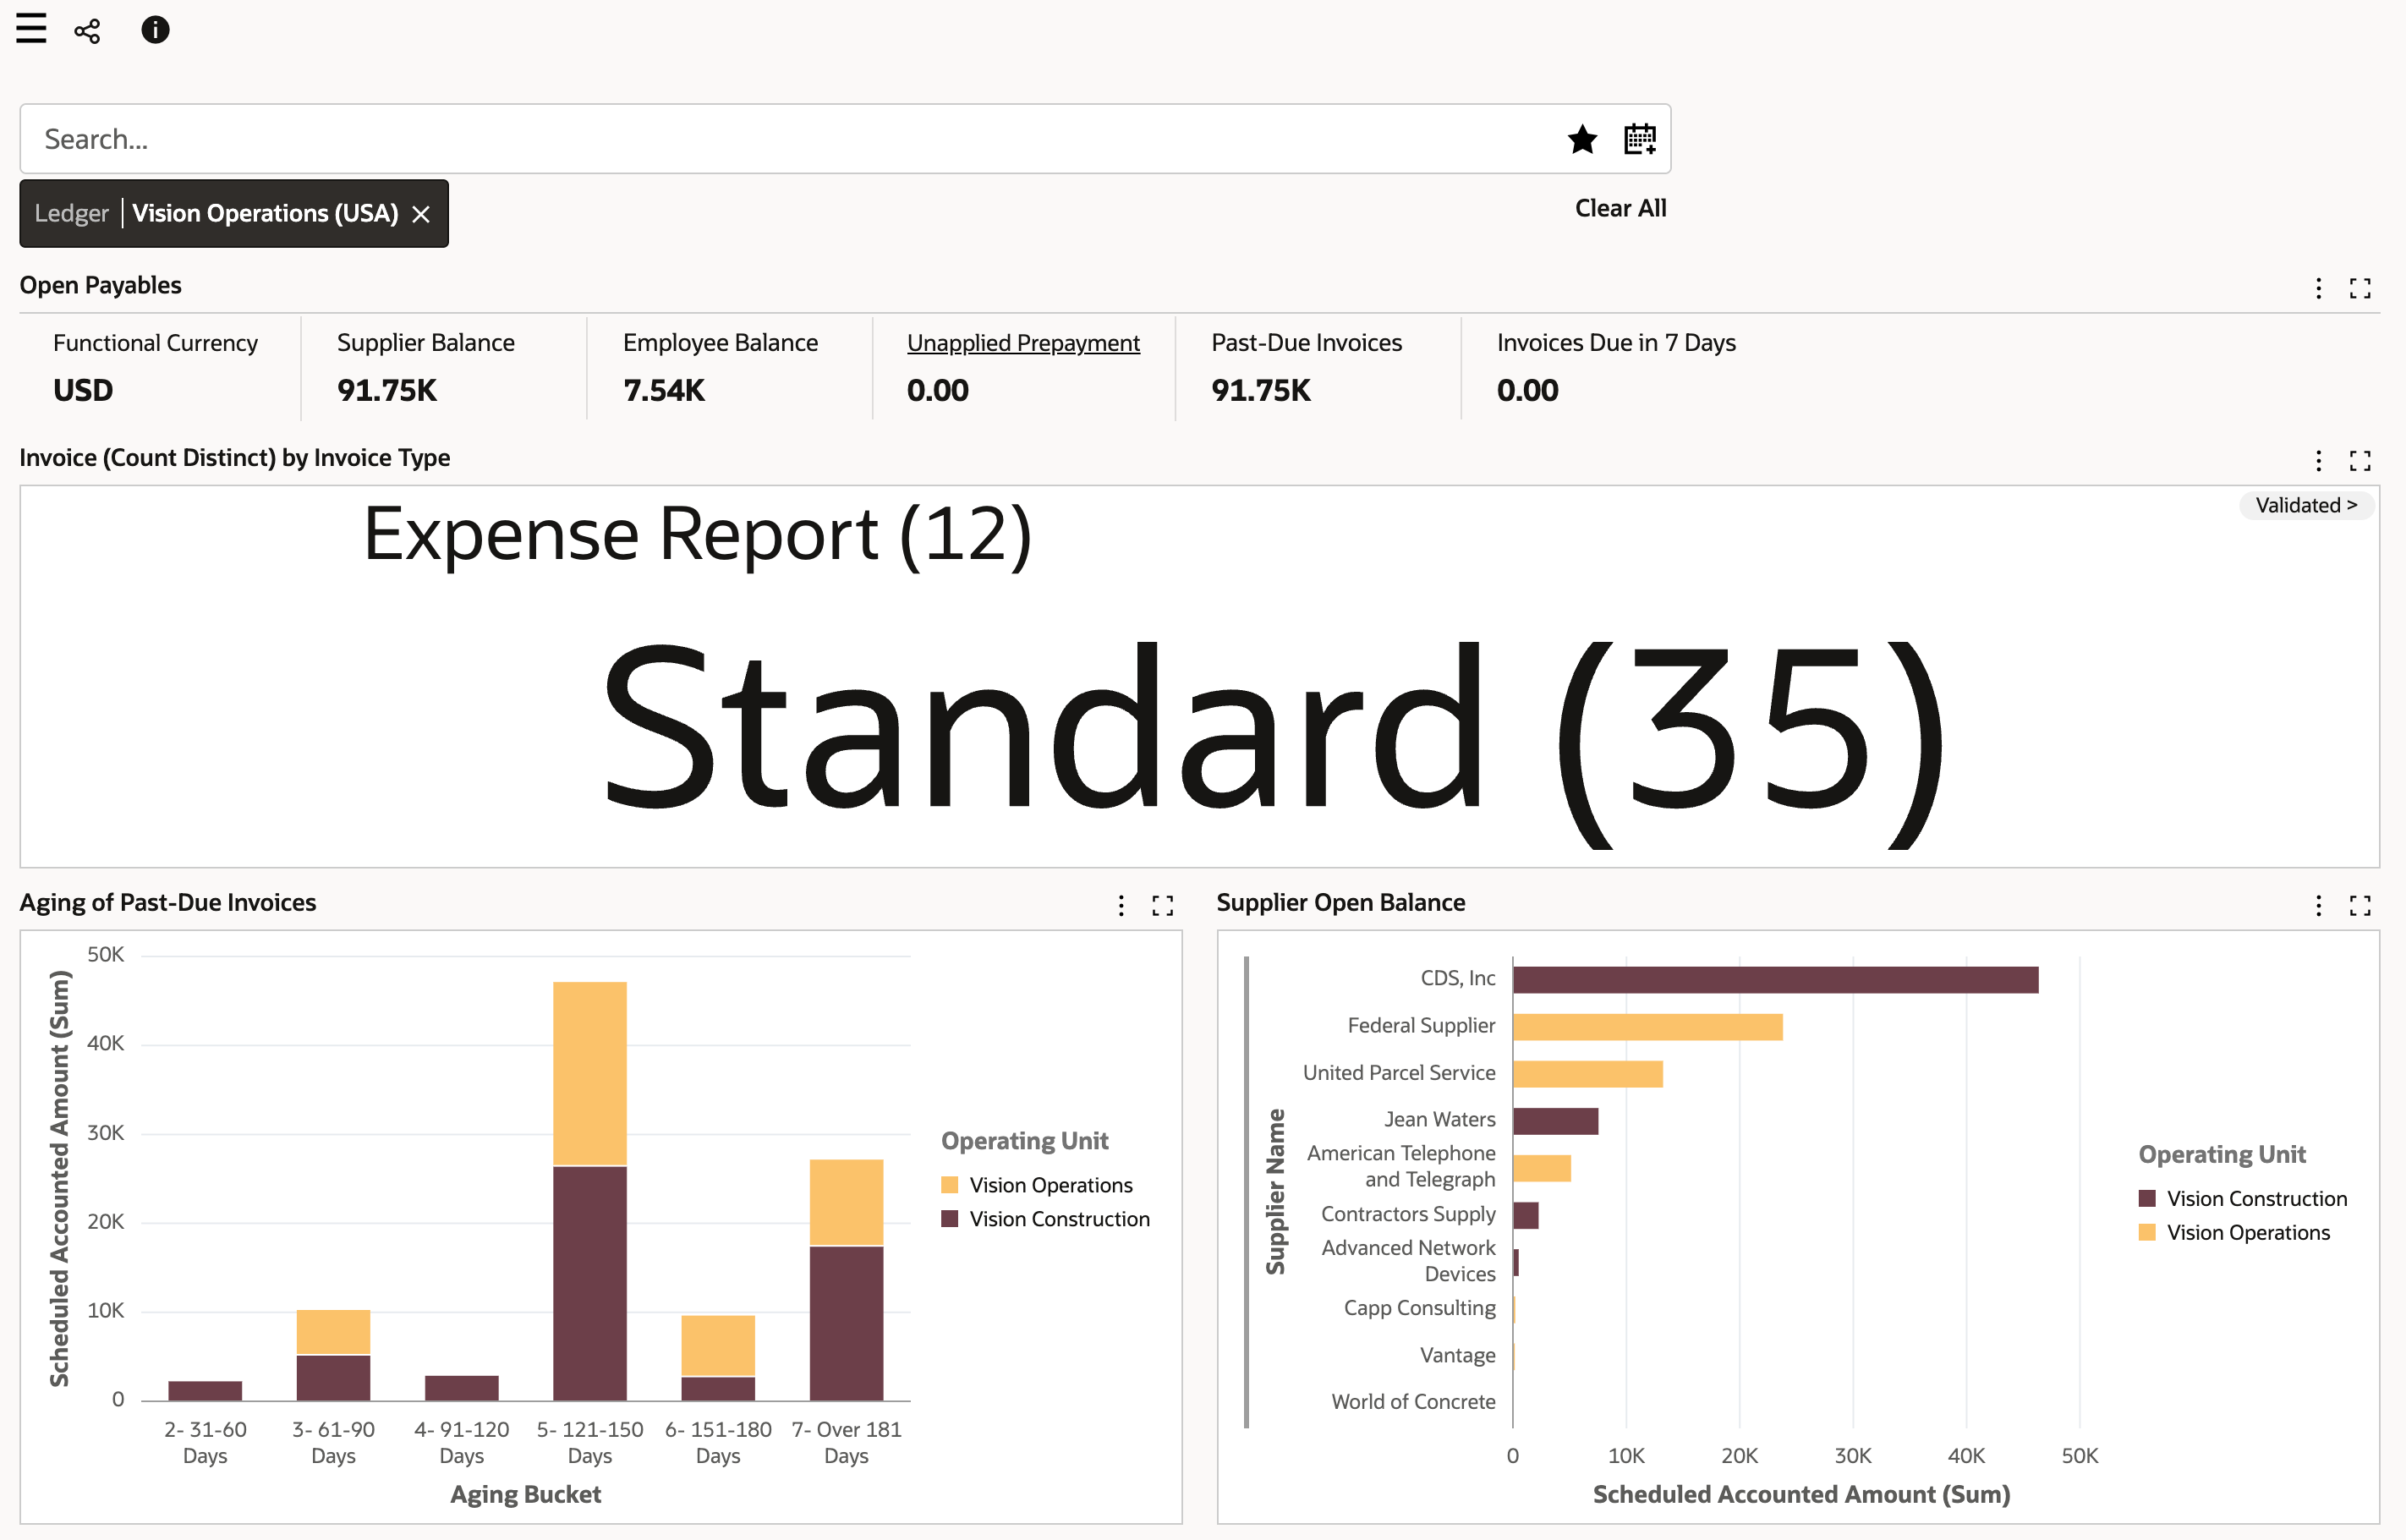 Search...
Ledger | Vision Operations (USA) ×
Clear All
Open Payables
Functional Currency
USD
Supplier Balance
91.75K
Employee Balance
7.54K
Unapplied Prepayment
0.00
Past-Due Invoices
91.75K
Invoices Due in 7 Days
0.00
Invoice (Count Distinct) by Invoice Type
Validated >
Expense Report (12)
Standard (35)
Aging of Past-Due Invoices
Scheduled Accounted Amount (Sum)
50K
40K
30K
20K
10K
0
2- 31-60
Days
3- 61-90
Days
4- 91-120
Days
5- 121-150
Days
6- 151-180
Days
7- Over 181
Days
Aging Bucket
Operating Unit
Vision Operations
Vision Construction
Supplier Open Balance
Supplier Name
CDS, Inc
Federal Supplier
United Parcel Service
Jean Waters
American Telephone
and Telegraph
Contractors Supply
Advanced Network
Devices
Capp Consulting
Vantage
World of Concrete
0
10K
20K
30K
40K
50K
Scheduled Accounted Amount (Sum)
Operating Unit
Vision Construction
Vision Operations